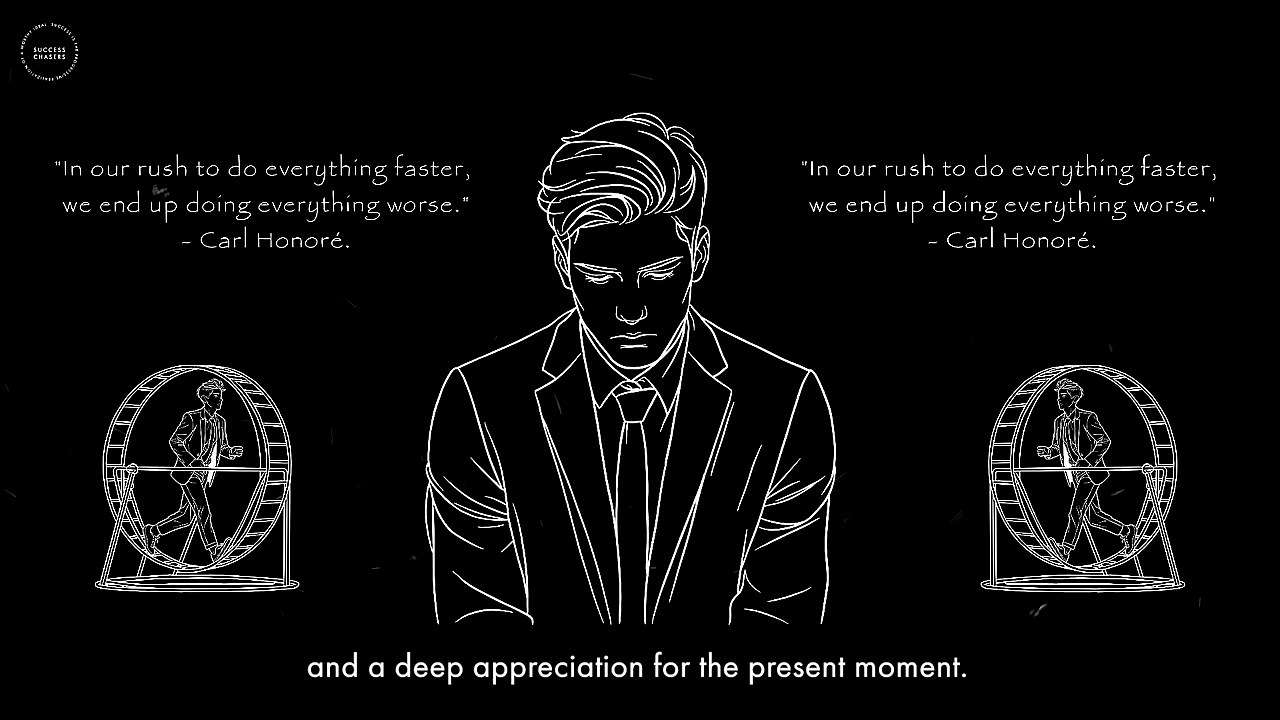 SUCCESS
CHASERS
"In our rush to do everything faster,
we end up doing everything worse."
- Carl Honoré.
"In our rush to do everything faster,
we end up doing everything worse."
- Carl Honoré.
and a deep appreciation for the present moment.